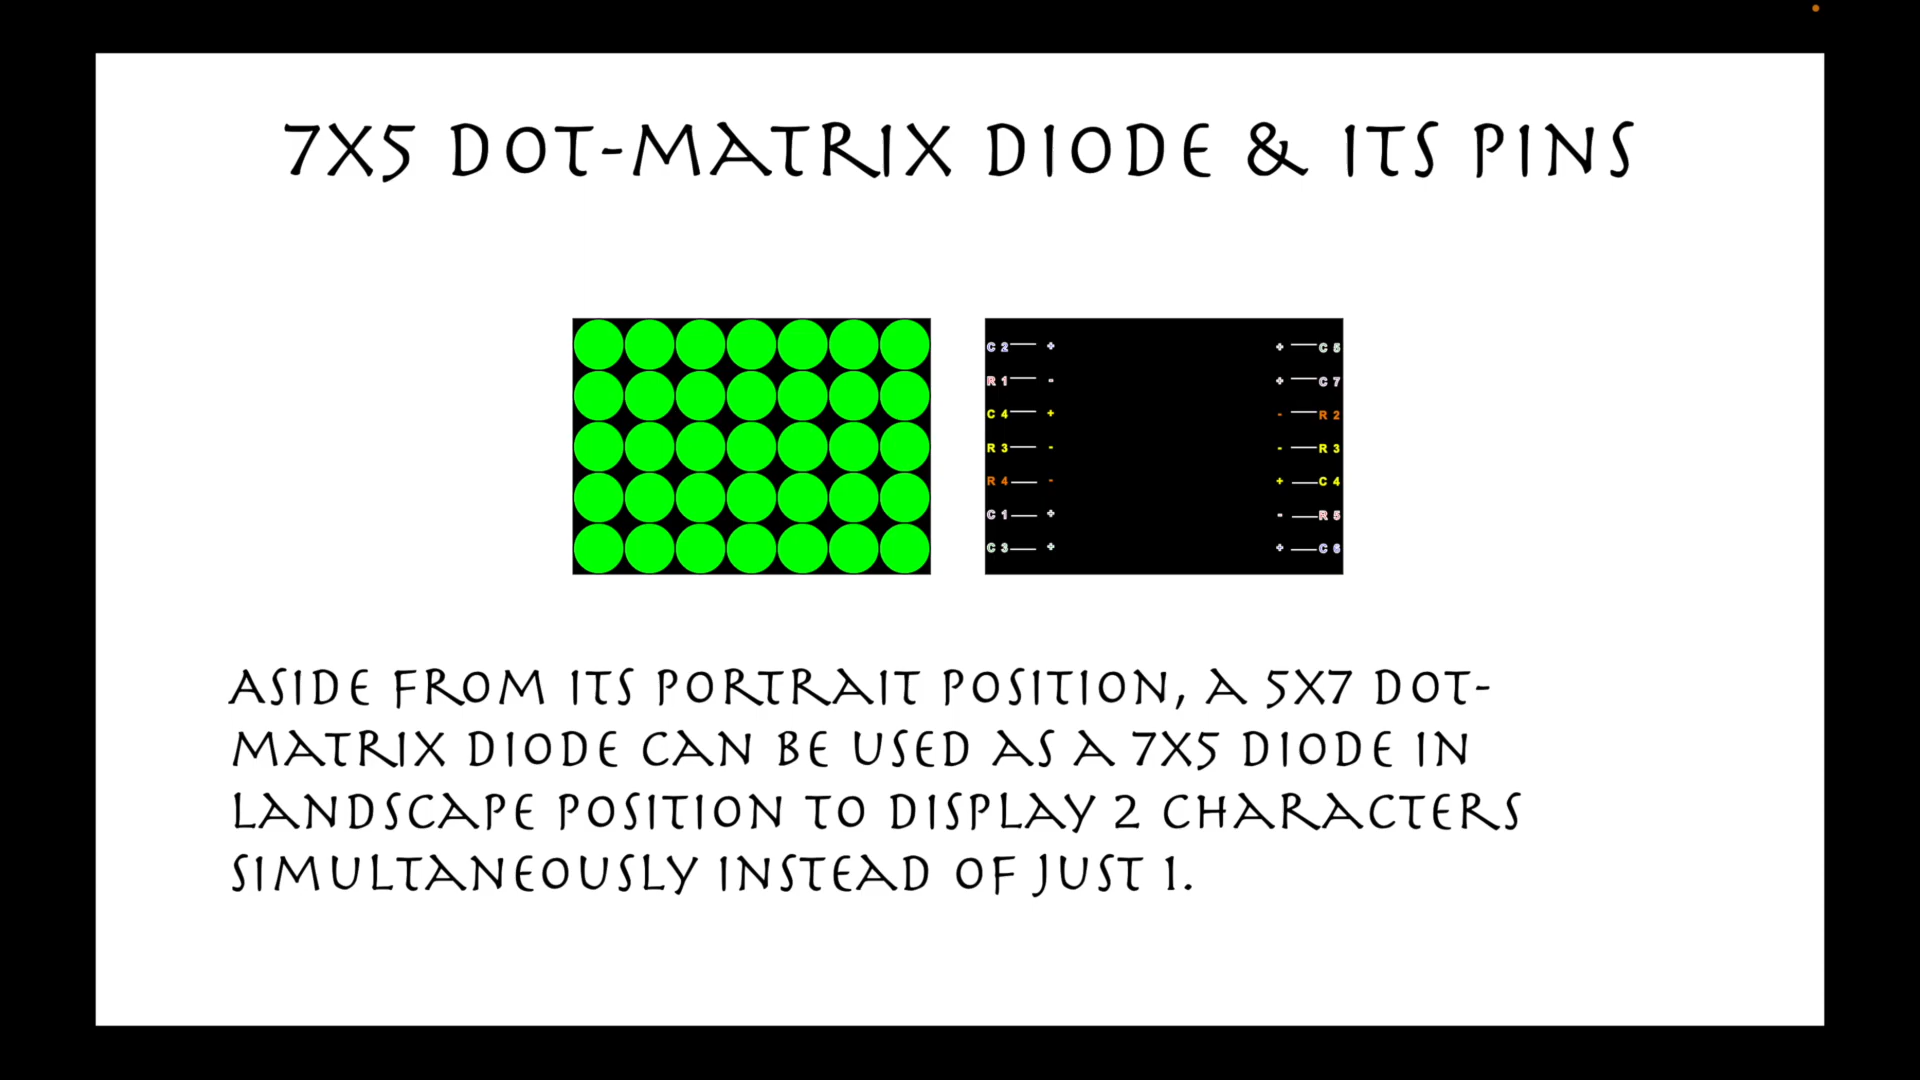 7X5 DOT-MATRIX DIODE & ITS PINS
C 2 + + C 5
R 1 - + C 7
C 4 + - R 2
R 3 - - R 3
R 4 - + C 4
C 1 + - R 5
C 3 + + C 6
ASIDE FROM ITS PORTRAIT POSITION, A 5X7 DOT-
MATRIX DIODE CAN BE USED AS A 7X5 DIODE IN
LANDSCAPE POSITION TO DISPLAY 2 CHARACTERS
SIMULTANEOUSLY INSTEAD OF JUST 1.